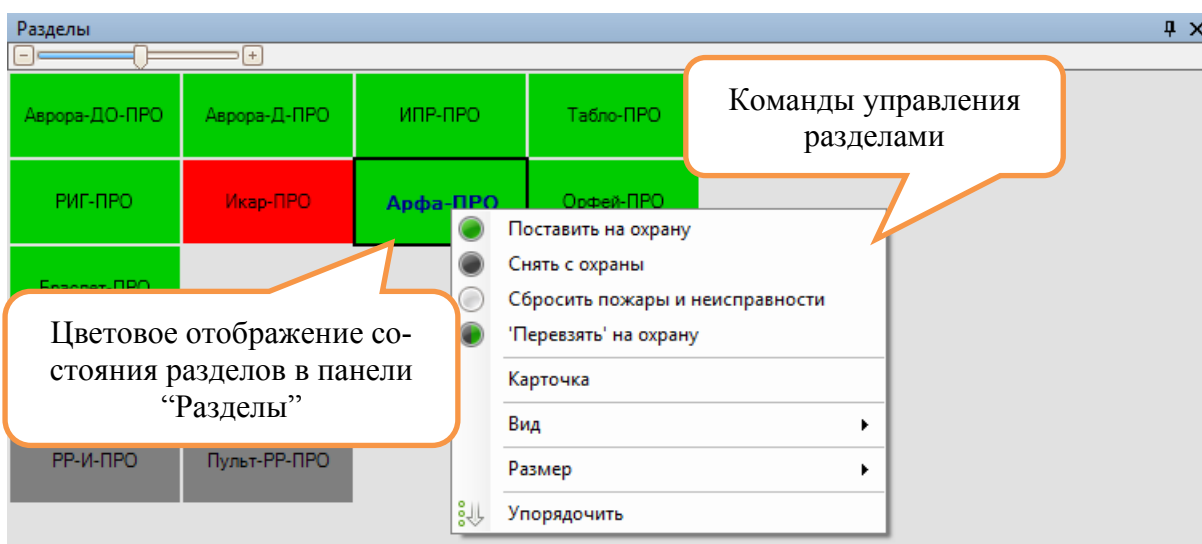 Разделы
Аврора-ДО-ПРО
Аврора-Д-ПРО
ИПР-ПРО
Табло-ПРО
Команды управления
разделами
РИГ-ПРО
Икар-ПРО
Арфа-ПРО
Орфей-ПРО
Поставить на охрану
Снять с охраны
Браслет-ПРО
Сбросить пожары и неисправности
'Перевзять' на охрану
Цветовое отображение со-
стояния разделов в панели
“Разделы”
Карточка
Вид
РР-И-ПРО
Пульт-РР-ПРО
Размер
Упорядочить